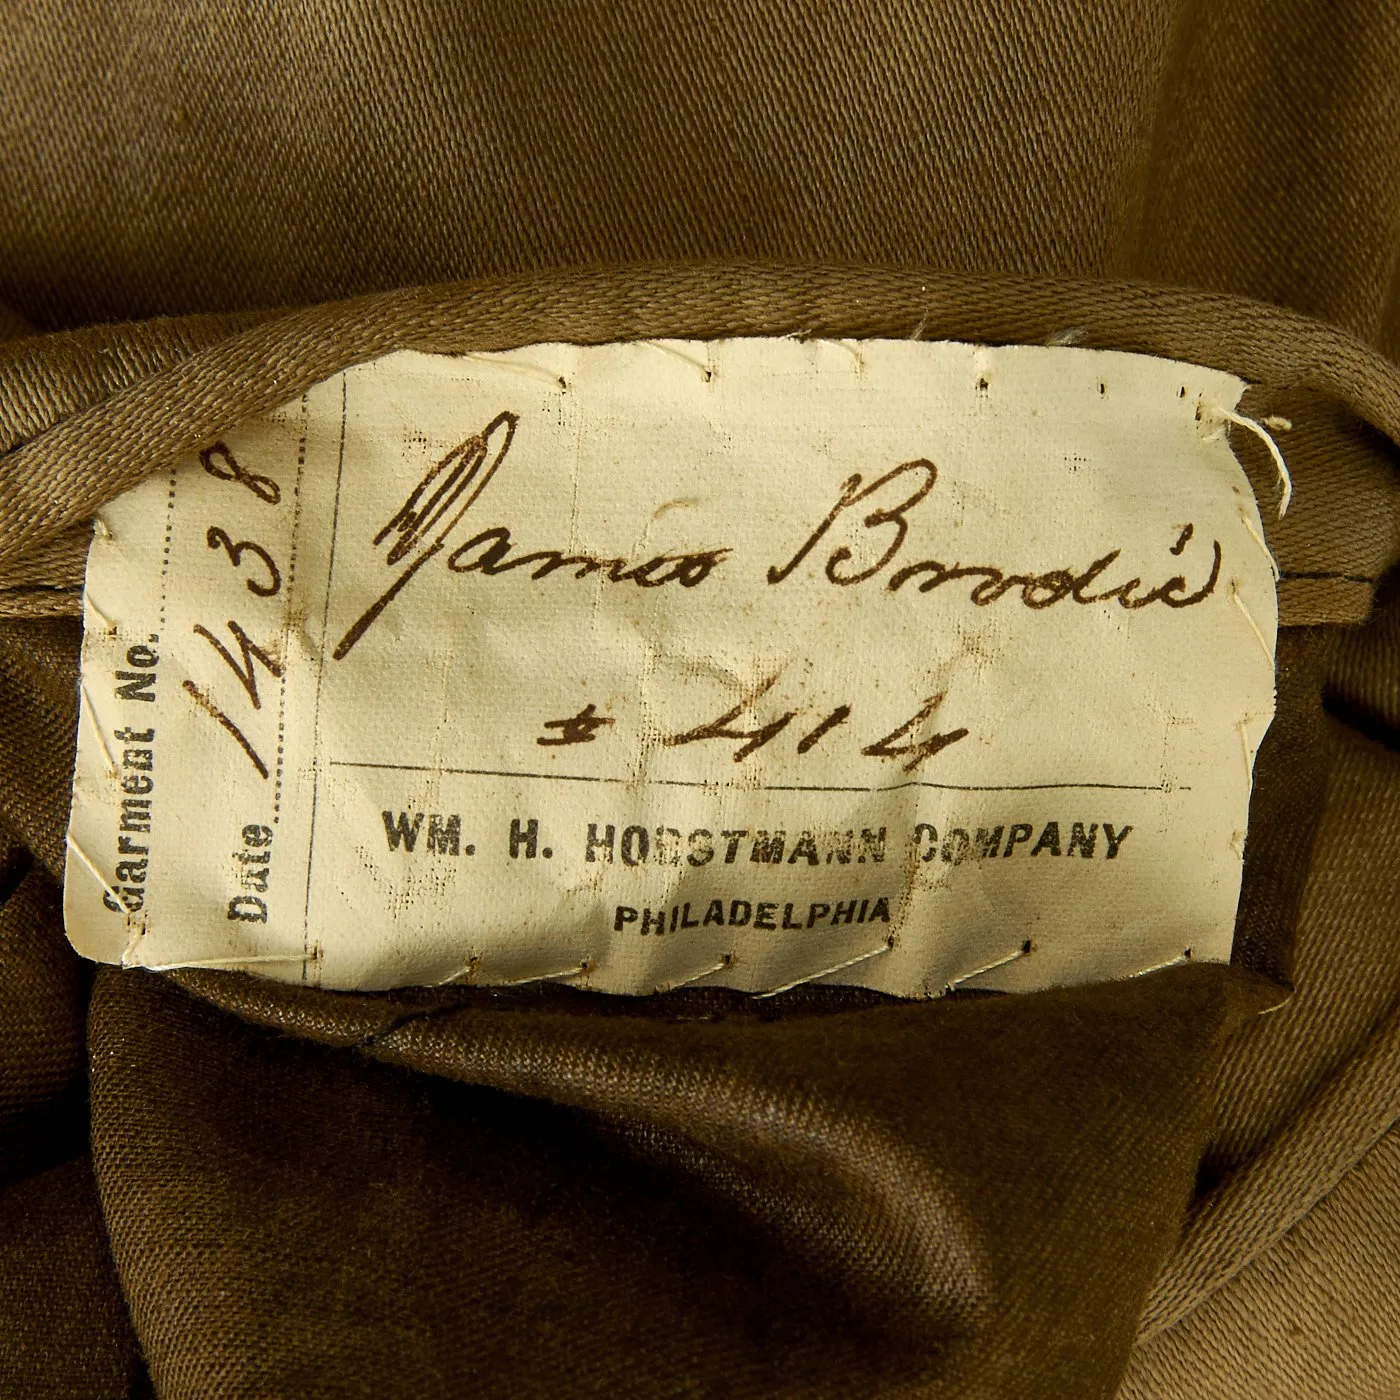 Garment No.
1438
Date
James Brodie
# 414
WM. H. HORSTMANN COMPANY
PHILADELPHIA